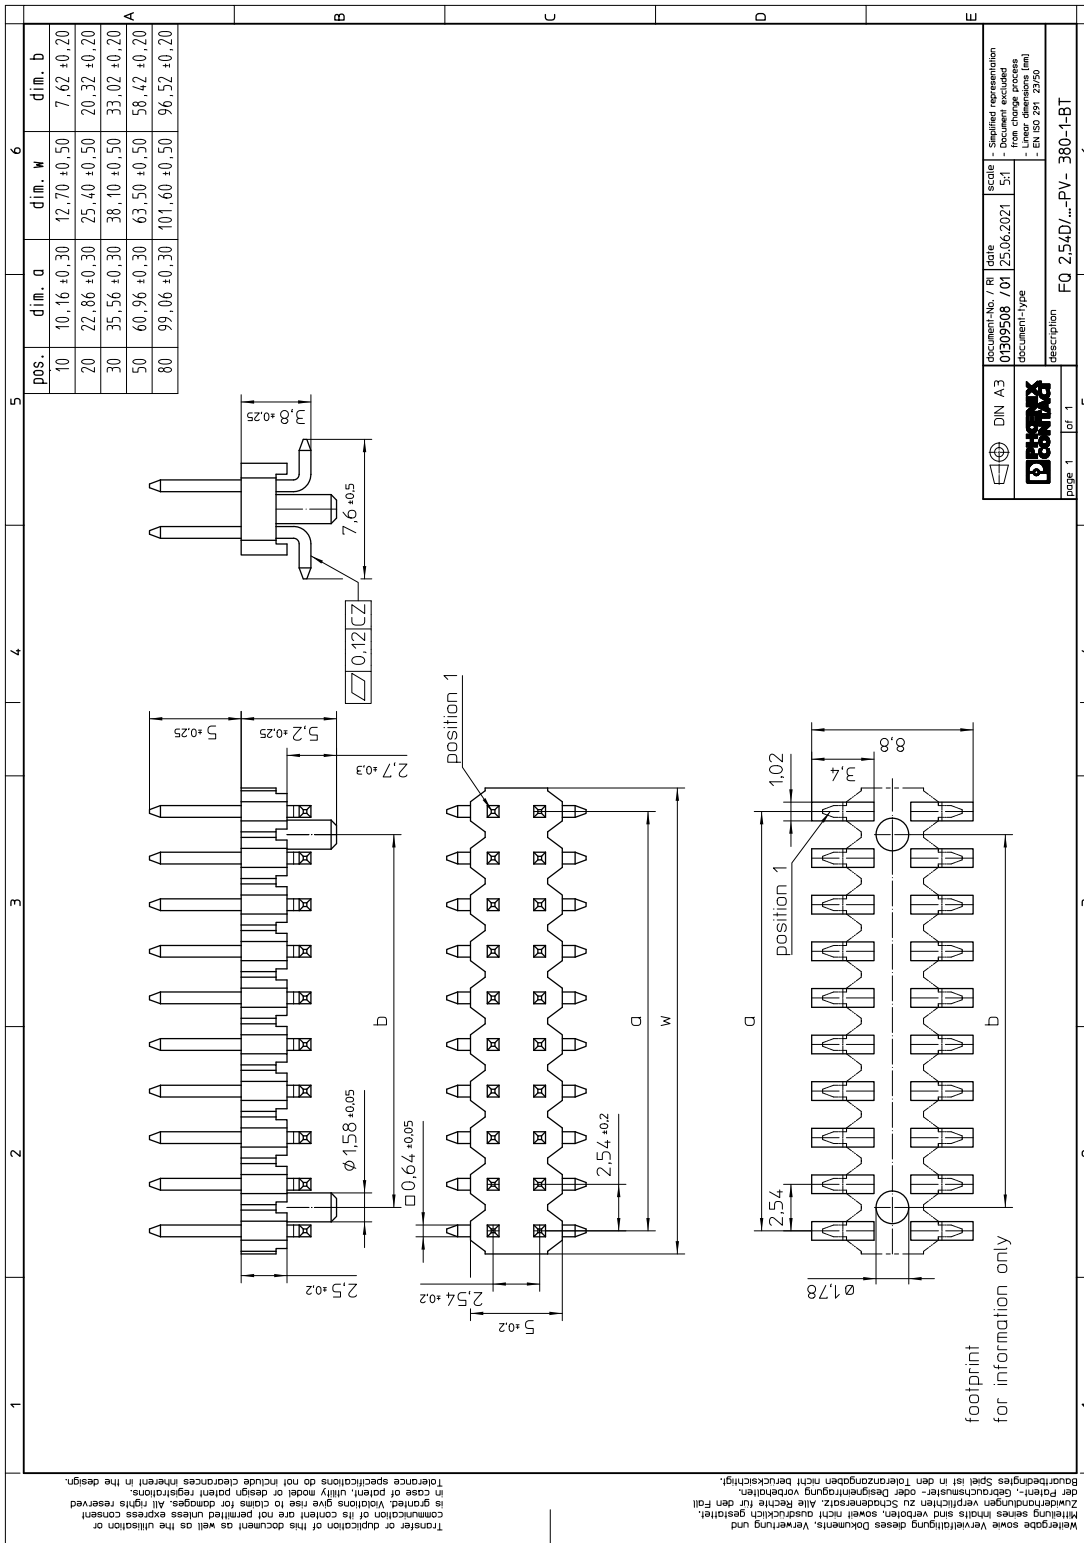 1
2
3
4
5
6
A
B
C
D
E
pos. dim. a dim. w dim. b
10 10,16 ±0,30 12,70 ±0,50 7,62 ±0,20
20 22,86 ±0,30 25,40 ±0,50 20,32 ±0,20
30 35,56 ±0,30 38,10 ±0,50 33,02 ±0,20
50 60,96 ±0,30 63,50 ±0,50 58,42 ±0,20
80 99,06 ±0,30 101,60 ±0,50 96,52 ±0,20
5 ±0,25
5,2 ±0,25
2,7 ±0,3
b
Ø1,58 ±0,05
2,5 ±0,2
3,8 ±0,25
7,6 ±0,5
0,12 CZ
position 1
□0,64 ±0,05
2,54 ±0,2
2,54 ±0,2
5 ±0,2
a
w
8,8
3,4
1,02
position 1
a
2,54
Ø1,78
b
footprint
for information only
DIN A3
PHOENIX
CONTACT
page 1 of 1
document-No. / RI
01309508 / 01
date
25.06.2021
scale
5:1
- Simplified representation
- Document excluded
from change process
- Linear dimensions [mm]
- EN ISO 291 23/50
document-type
description
FQ 2,54D/...-PV- 380-1-BT
Transfer or duplication of this document as well as the utilisation or
communication of its content are not permitted unless express consent
is granted. Violations give rise to claims for damages. All rights reserved
in case of patent, utility model or design patent registrations.
Tolerance specifications do not include clearances inherent in the design.
Weitergabe sowie Vervielfältigung dieses Dokuments, Verwertung und
Mitteilung seines Inhalts sind verboten, soweit nicht ausdrücklich gestattet.
Zuwiderhandlungen verpflichten zu Schadenersatz. Alle Rechte für den Fall
der Patent-, Gebrauchsmuster- oder Designeintragung vorbehalten.
Bauartbedingtes Spiel ist in den Toleranzangaben nicht berücksichtigt.